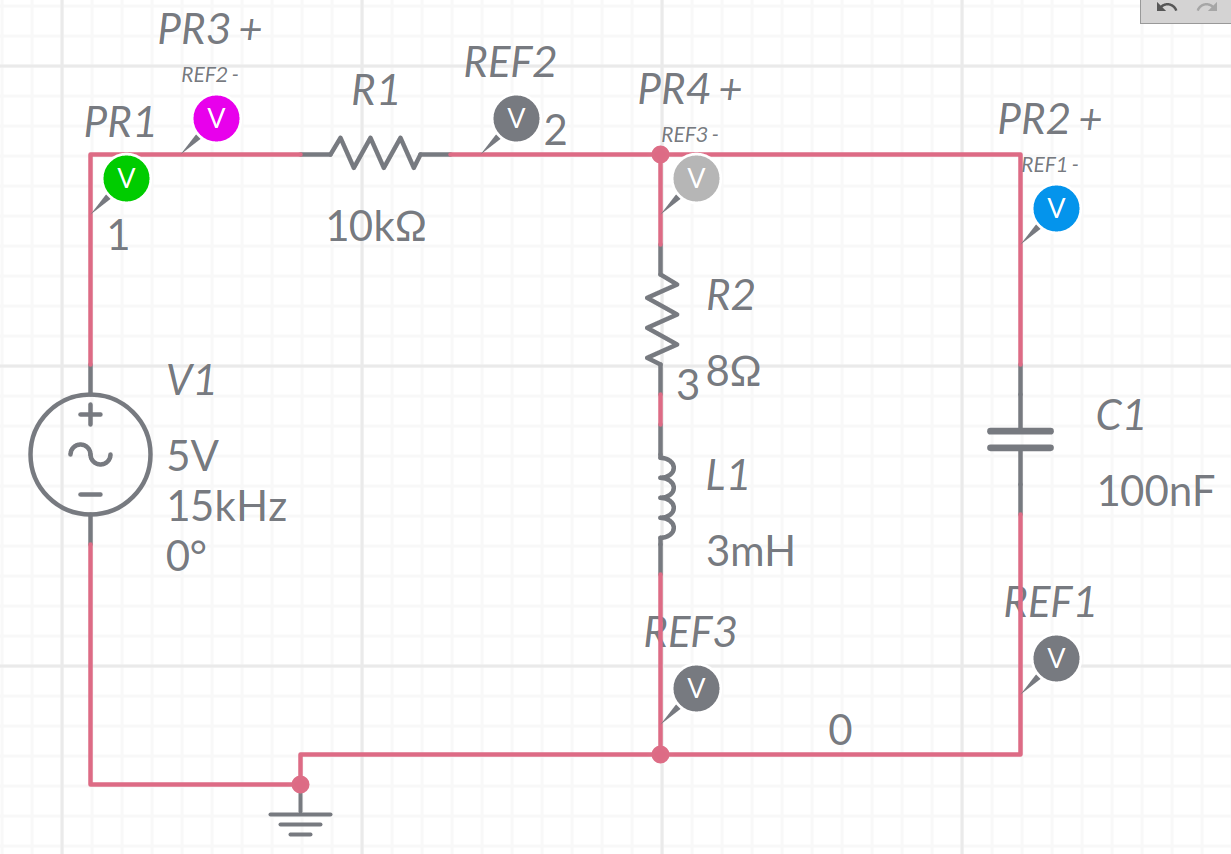 PR3 +
REF2 -
REF2
R1
PR4 +
REF3 -
PR1
PR2 +
REF1 -
V
V
2
V
V
V
1
10kΩ
R2
8Ω
3
V1
5V
15kHz
0°
L1
3mH
C1
100nF
REF3
REF1
V
V
0